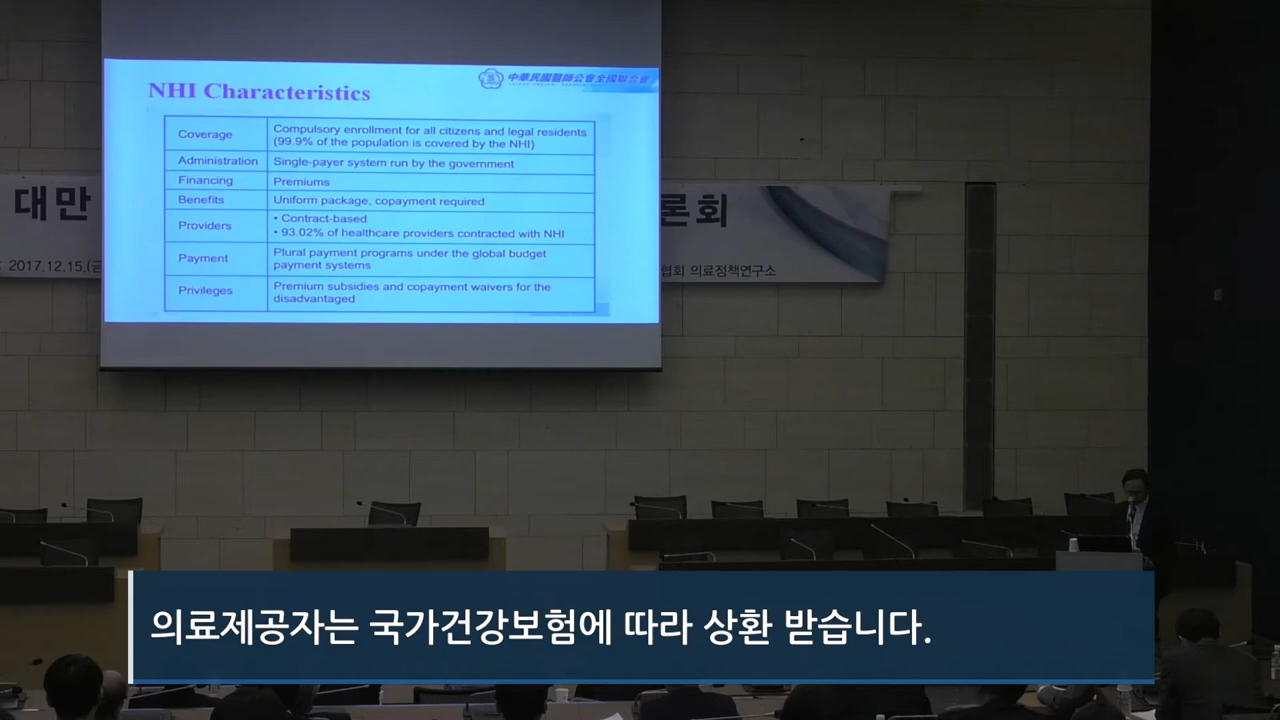 中華民國醫師公會全國聯合會
NHI Characteristics
Coverage
Compulsory enrollment for all citizens and legal residents
(99.9% of the population is covered by the NHI)
Administration
Single-payer system run by the government
Financing
Premiums
Benefits
Uniform package, copayment required
Providers
• Contract-based
• 93.02% of healthcare providers contracted with NHI
Payment
Plural payment programs under the global budget
payment systems
Privileges
Premium subsidies and copayment waivers for the
disadvantaged
대만
론회
2017.12.15.(금
협회 의료정책연구소
의료제공자는 국가건강보험에 따라 상환 받습니다.